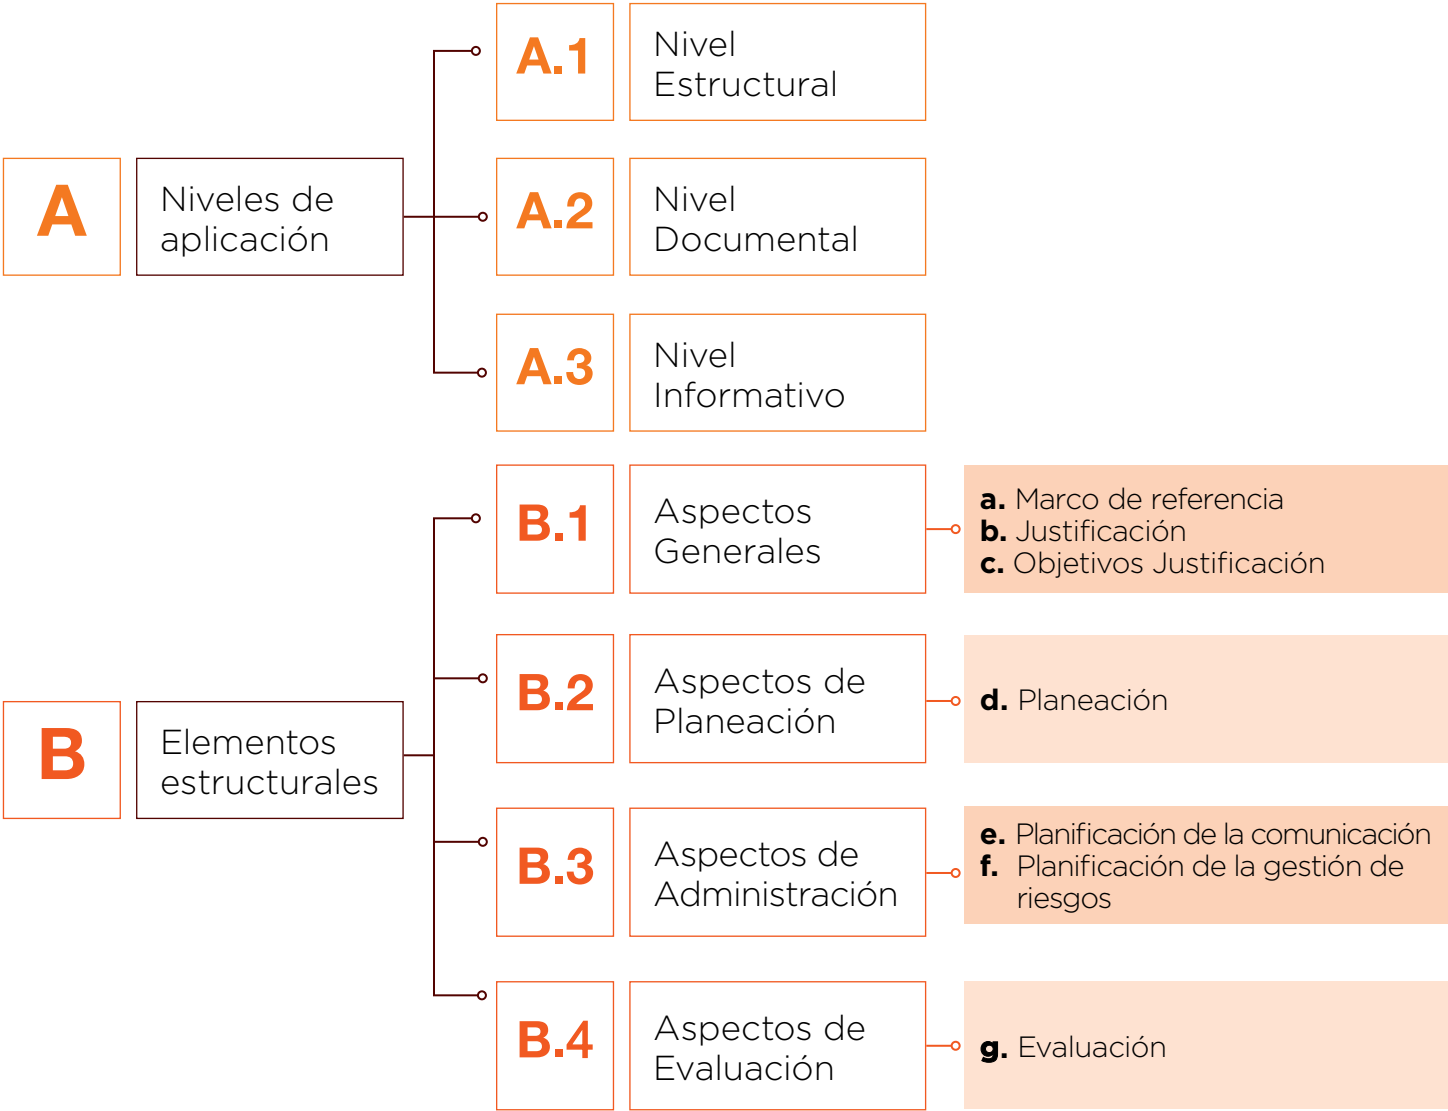 A
Niveles de
aplicación
A.1
Nivel
Estructural
A.2
Nivel
Documental
A.3
Nivel
Informativo
B
Elementos
estructurales
B.1
Aspectos
Generales
a. Marco de referencia
b. Justificación
c. Objetivos Justificación
B.2
Aspectos de
Planeación
d. Planeación
B.3
Aspectos de
Administración
e. Planificación de la comunicación
f. Planificación de la gestión de
riesgos
B.4
Aspectos de
Evaluación
g. Evaluación